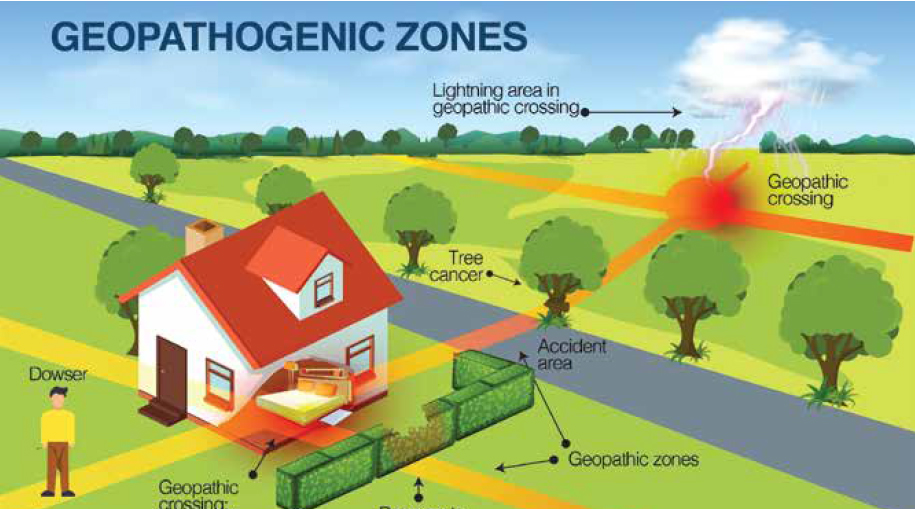 GEOPATHOGENIC ZONES
Lightning area in
geopathic crossing
Geopathic
crossing
Tree
cancer
Accident
area
Dowser
Geopathic zones
Geopathic
crossing: